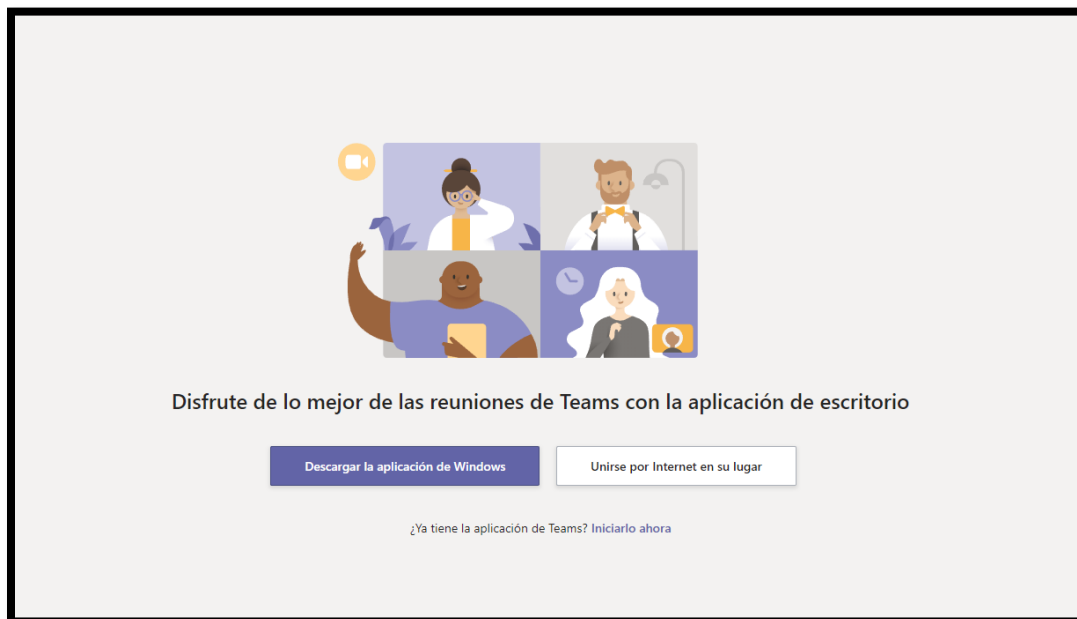 Disfrute de lo mejor de las reuniones de Teams con la aplicación de escritorio
Descargar la aplicación de Windows
Unirse por Internet en su lugar
¿Ya tiene la aplicación de Teams? Iniciarlo ahora